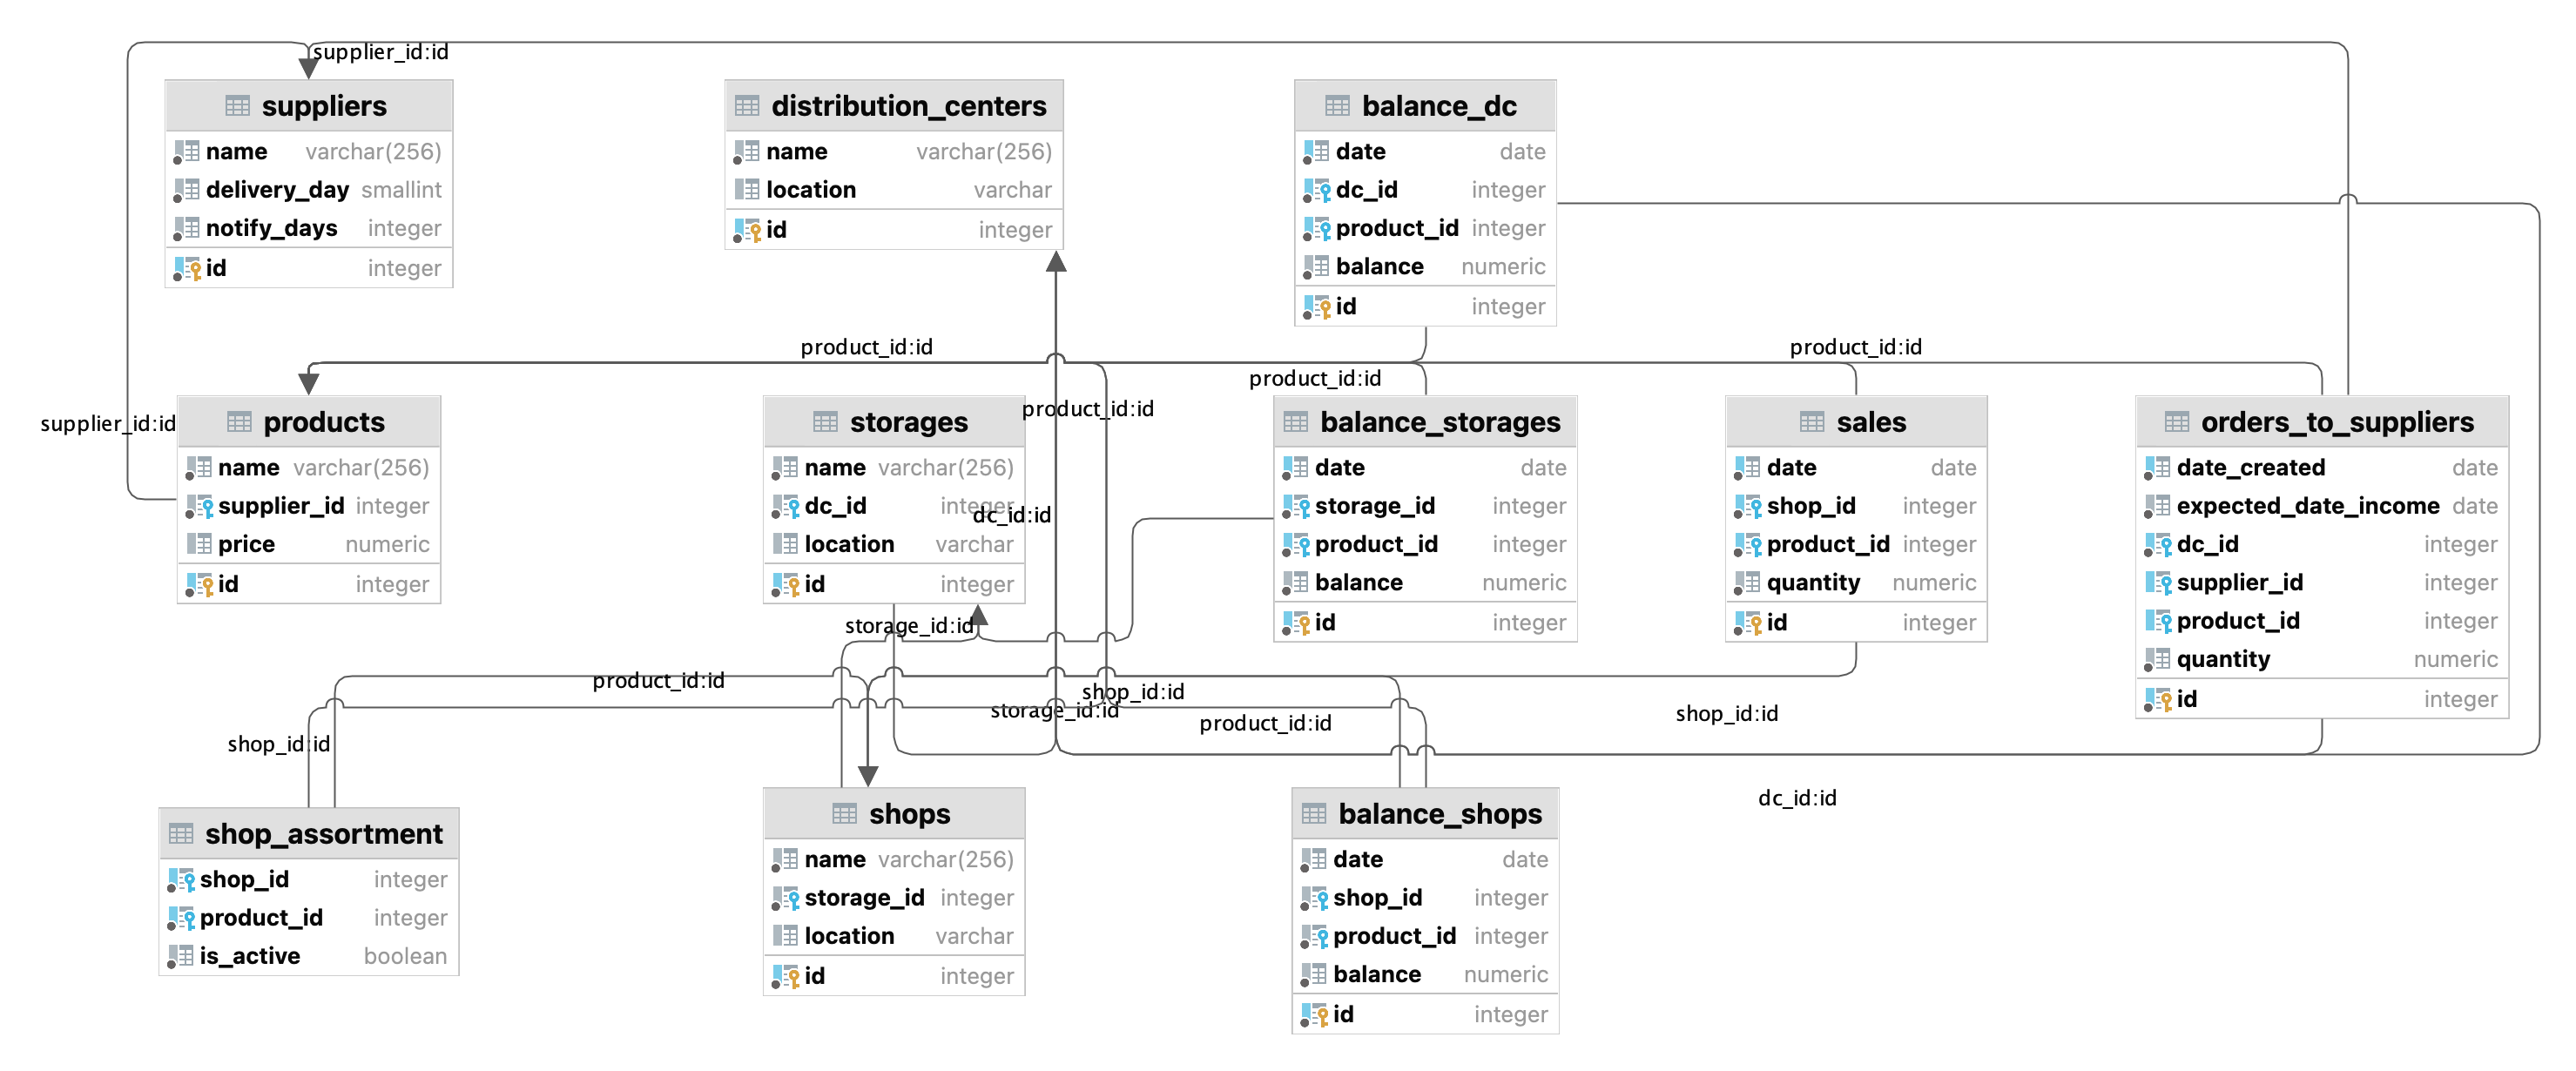 supplier_id:id
suppliers
name varchar(256)
delivery_day smallint
notify_days integer
id integer
distribution_centers
name varchar(256)
location varchar
id integer
balance_dc
date date
dc_id integer
product_id integer
balance numeric
id integer
product_id:id
product_id:id
product_id:id
product_id:id
supplier_id:id
products
name varchar(256)
supplier_id integer
price numeric
id integer
storages
name varchar(256)
dc_id integer
location varchar
id integer
dc_id:id
balance_storages
date date
storage_id integer
product_id integer
balance numeric
id integer
sales
date date
shop_id integer
product_id integer
quantity numeric
id integer
orders_to_suppliers
date_created date
expected_date_income date
dc_id integer
supplier_id integer
product_id integer
quantity numeric
id integer
storage_id:id
product_id:id
shop_id:id
storage_id:id
product_id:id
shop_id:id
shop_id:id
dc_id:id
shop_assortment
shop_id integer
product_id integer
is_active boolean
shops
name varchar(256)
storage_id integer
location varchar
id integer
balance_shops
date date
shop_id integer
product_id integer
balance numeric
id integer